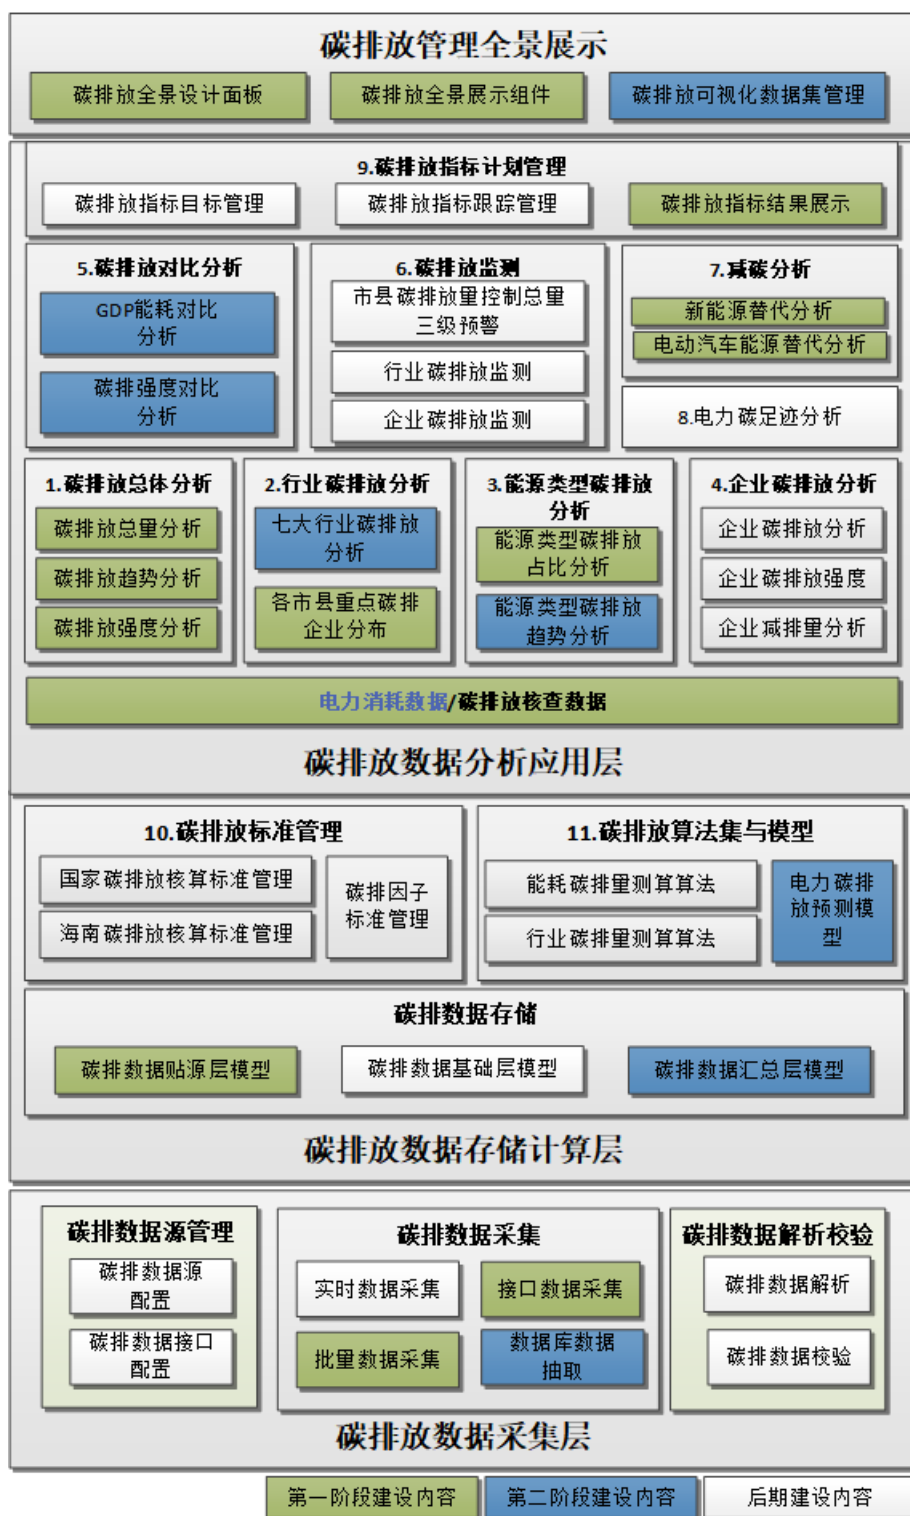 碳排放管理全景展示
碳排放全景设计面板
碳排放全景展示组件
碳排放可视化数据集管理
9.碳排放指标计划管理
碳排放指标目标管理
碳排放指标跟踪管理
碳排放指标结果展示
5.碳排放对比分析
GDP能耗对比
分析
碳排强度对比
分析
6.碳排放监测
市县碳排放量控制总量
三级预警
行业碳排放监测
企业碳排放监测
7.减碳分析
新能源替代分析
电动汽车能源替代分析
8.电力碳足迹分析
1.碳排放总体分析
碳排放总量分析
碳排放趋势分析
碳排放强度分析
2.行业碳排放分析
七大行业碳排放
分析
各市县重点碳排
企业分布
3.能源类型碳排放
分析
能源类型碳排放
占比分析
能源类型碳排放
趋势分析
4.企业碳排放分析
企业碳排放分析
企业碳排放强度
企业减排量分析
电力消耗数据/碳排放核查数据
碳排放数据分析应用层
10.碳排放标准管理
国家碳排放核算标准管理
海南碳排放核算标准管理
碳排因子
标准管理
11.碳排放算法集与模型
能耗碳排量测算算法
行业碳排量测算算法
电力碳排
放预测模
型
碳排数据存储
碳排数据贴源层模型
碳排数据基础层模型
碳排数据汇总层模型
碳排放数据存储计算层
碳排数据源管理
碳排数据源
配置
碳排数据接口
配置
碳排数据采集
实时数据采集
接口数据采集
批量数据采集
数据库数据
抽取
碳排数据解析校验
碳排数据解析
碳排数据校验
碳排放数据采集层
第一阶段建设内容
第二阶段建设内容
后期建设内容